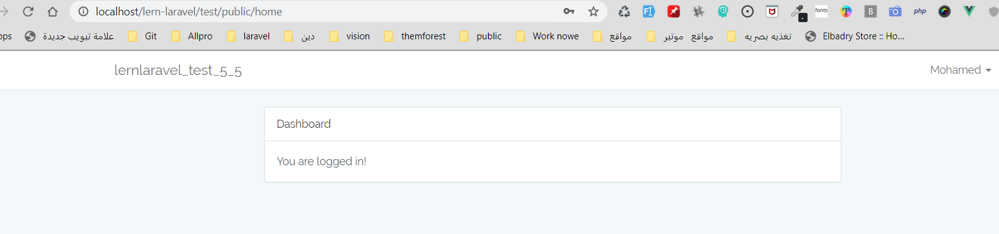 localhost/lern-laravel/test/public/home
fonts
B
php
علامة تبويب جديدة Git Allpro laravel دين vision themforest public Work nowe مواقع مواقع موتير تغذيه بصريه Elbadry Store :: Ho...
lernlaravel_test_5_5 Mohamed
Dashboard
You are logged in!